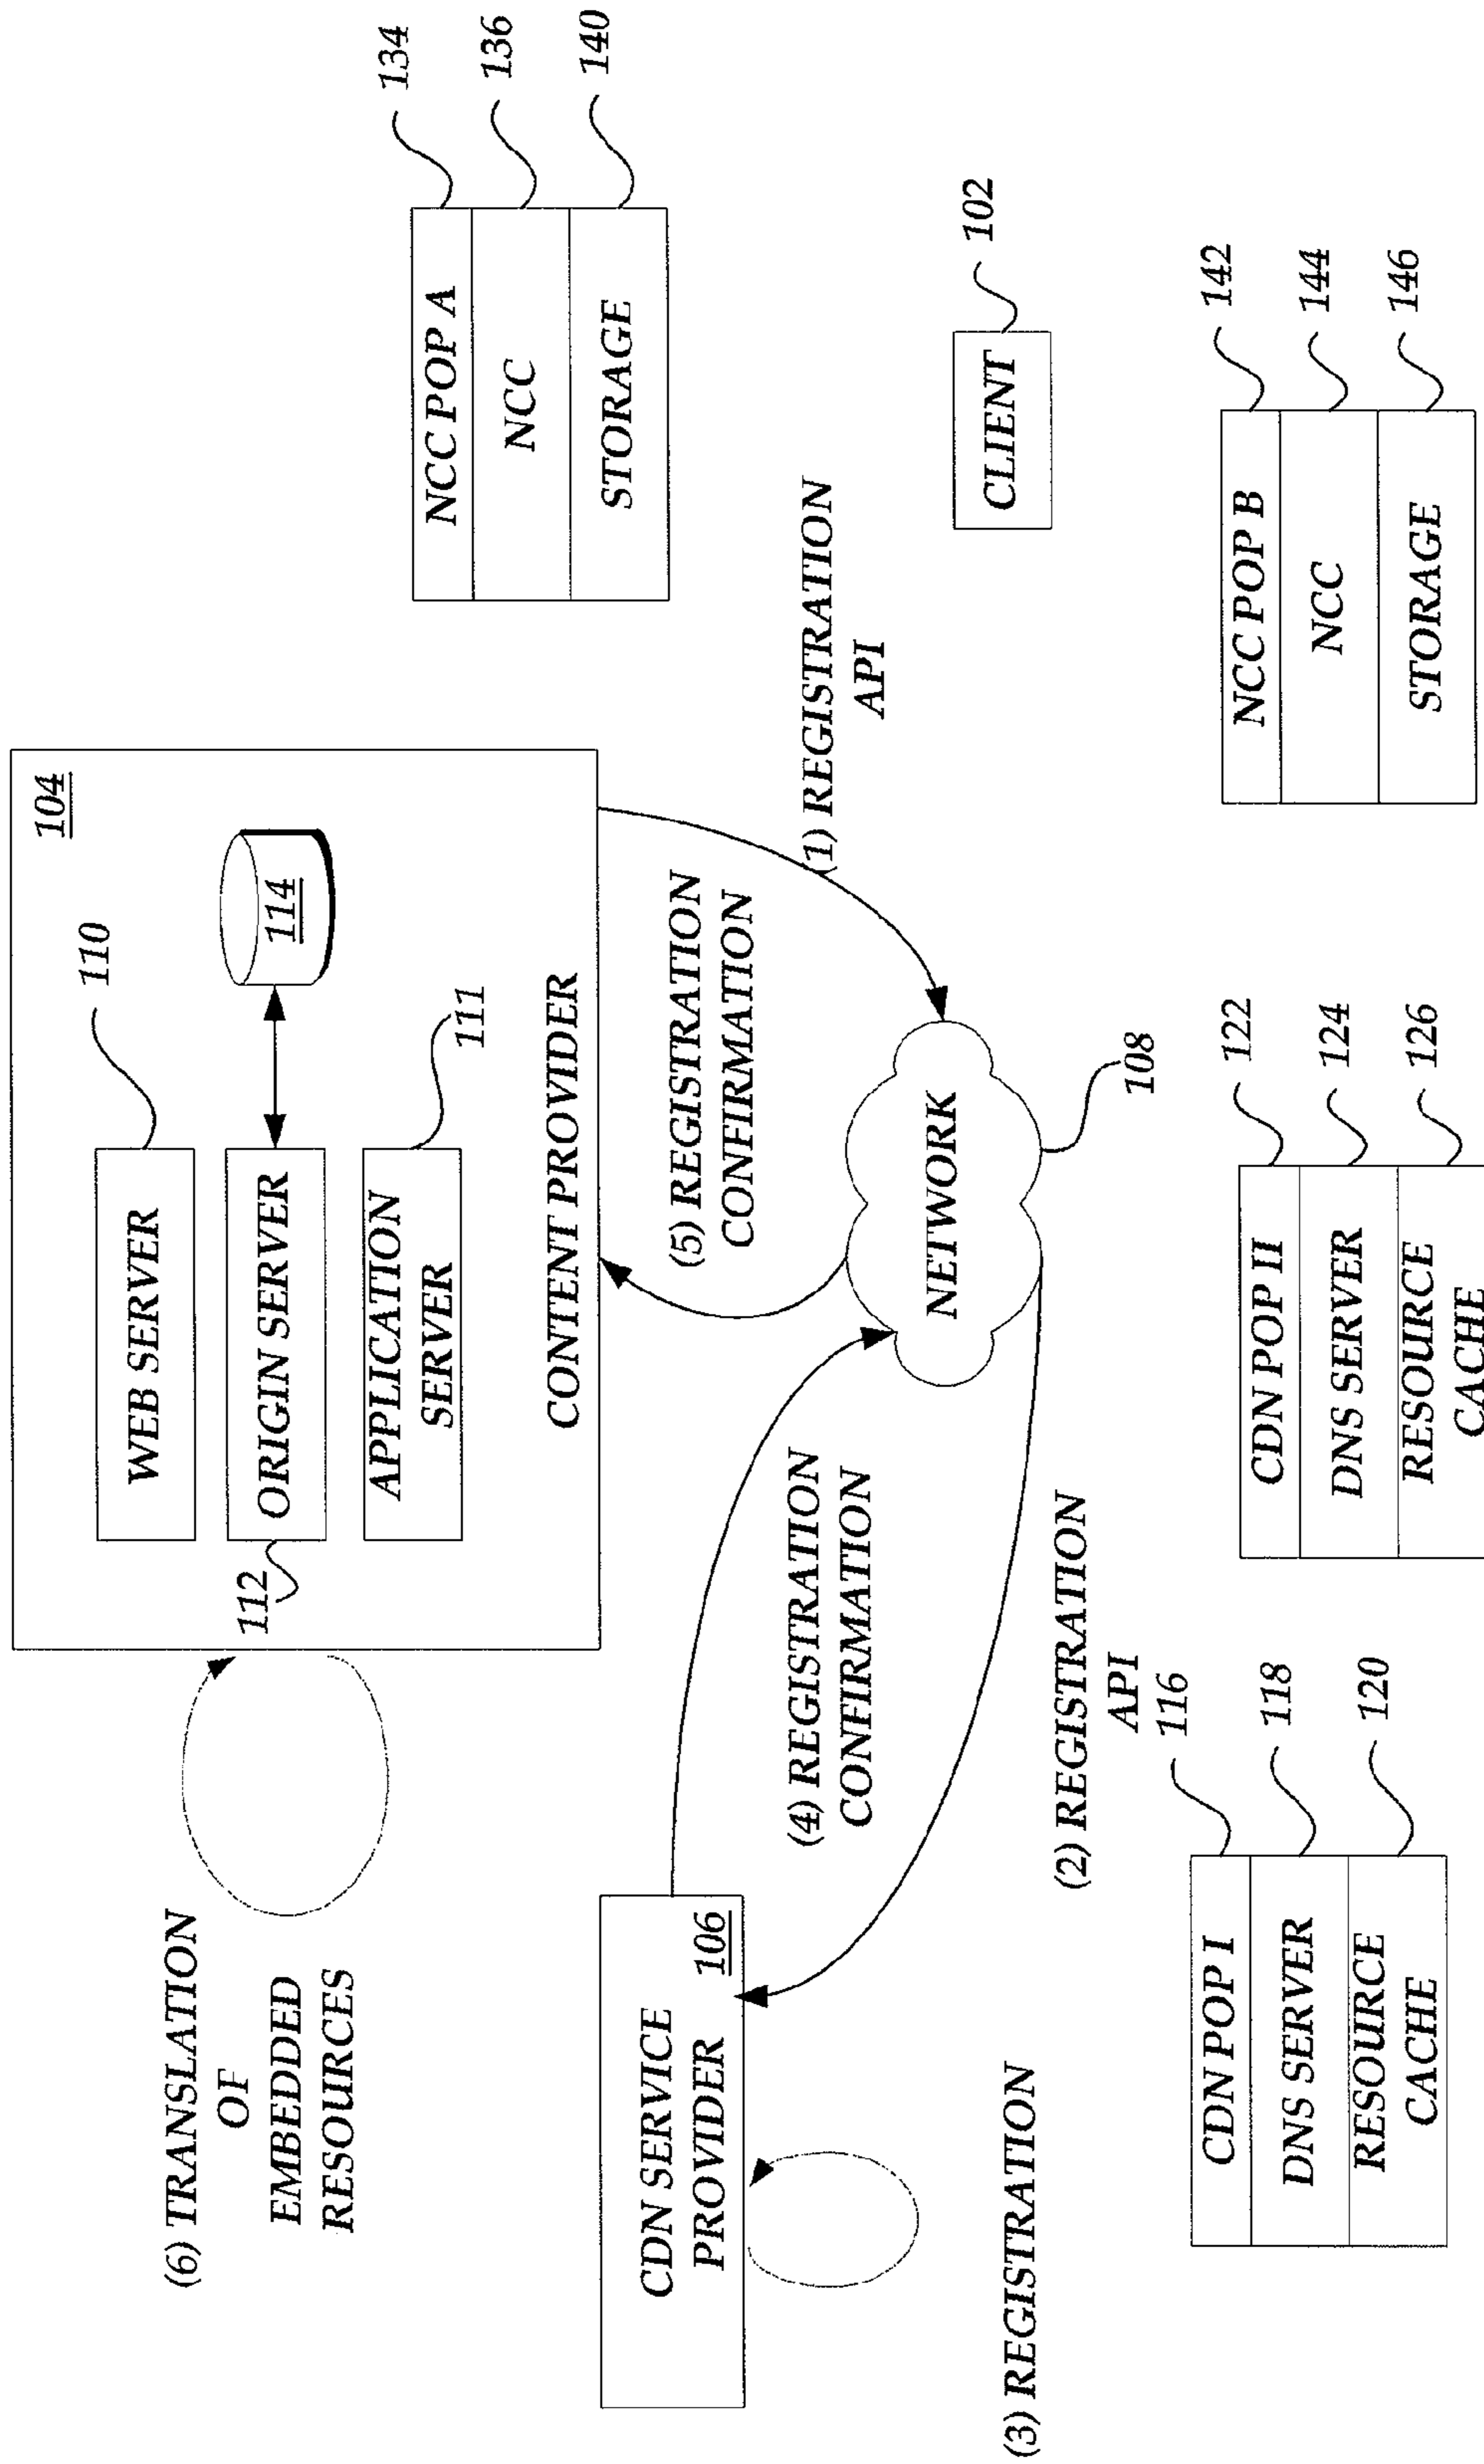 (6) TRANSLATION
OF
EMBEDDED
RESOURCES
104
110
WEB SERVER
112
ORIGIN SERVER
114
APPLICATION
SERVER
111
CONTENT PROVIDER
134
136
140
NCC POP A
NCC
STORAGE
CDN SERVICE
PROVIDER
106
(5) REGISTRATION
CONFIRMATION
(1) REGISTRATION
API
(4) REGISTRATION
CONFIRMATION
NETWORK
108
102
CLIENT
(3) REGISTRATION
(2) REGISTRATION
API
116
118
120
CDN POP I
DNS SERVER
RESOURCE
CACHE
122
124
126
CDN POP II
DNS SERVER
RESOURCE
CACHE
142
144
146
NCC POP B
NCC
STORAGE